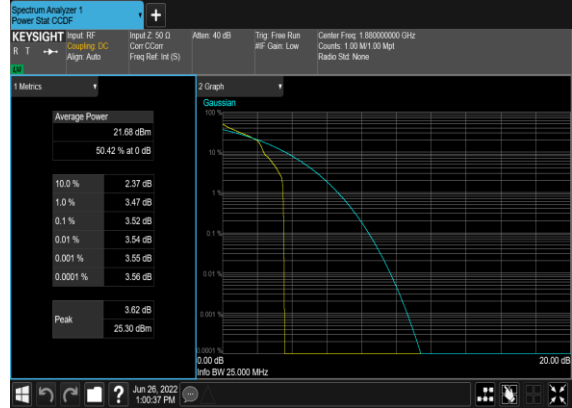 Spectrum Analyzer 1
Power Stat CCDF
+
KEYSIGHT
R T
Input: RF
Coupling: DC
Align: Auto
Input Z: 50 Ω
Corr CCorr
Freq Ref: Int (S)
Atten: 40 dB
Trig: Free Run
#IF Gain: Low
Center Freq: 1.880000000 GHz
Counts: 1.00 M/1.00 Mpt
Radio Std: None
1 Metrics
Average Power
21.68 dBm
50.42 % at 0 dB
10.0 % 2.37 dB
1.0 % 3.47 dB
0.1 % 3.52 dB
0.01 % 3.54 dB
0.001 % 3.55 dB
0.0001 % 3.56 dB
Peak
3.62 dB
25.30 dBm
2 Graph
Gaussian
100 %
10 %
1 %
0.1 %
0.01 %
0.001 %
0.0001 %
0.00 dB
20.00 dB
Info BW 25.000 MHz
?
Jun 26, 2022
1:00:37 PM